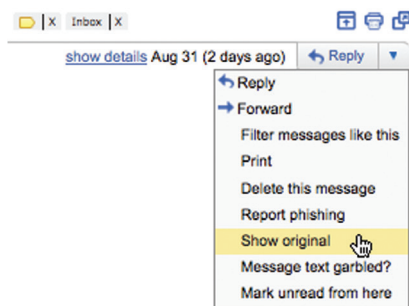 X Inbox X
show details Aug 31 (2 days ago) Reply
Reply
Forward
Filter messages like this
Print
Delete this message
Report phishing
Show original
Message text garbled?
Mark unread from here